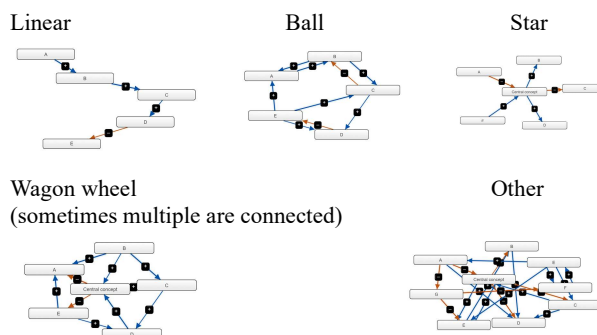 Linear
Ball
Star
A
+
B
+
C
+
D
-
E
B
+
+
+
A
-
C
+
+
+
E
+
-
D
B
+
-
Central concept
-
C
+
+
D
Wagon wheel
Other
(sometimes multiple are connected)
B
+
+
A
+
-
C
+
Central concept
-
+
E
+
D
B
A
E
Central concept
F
D
C
E
D